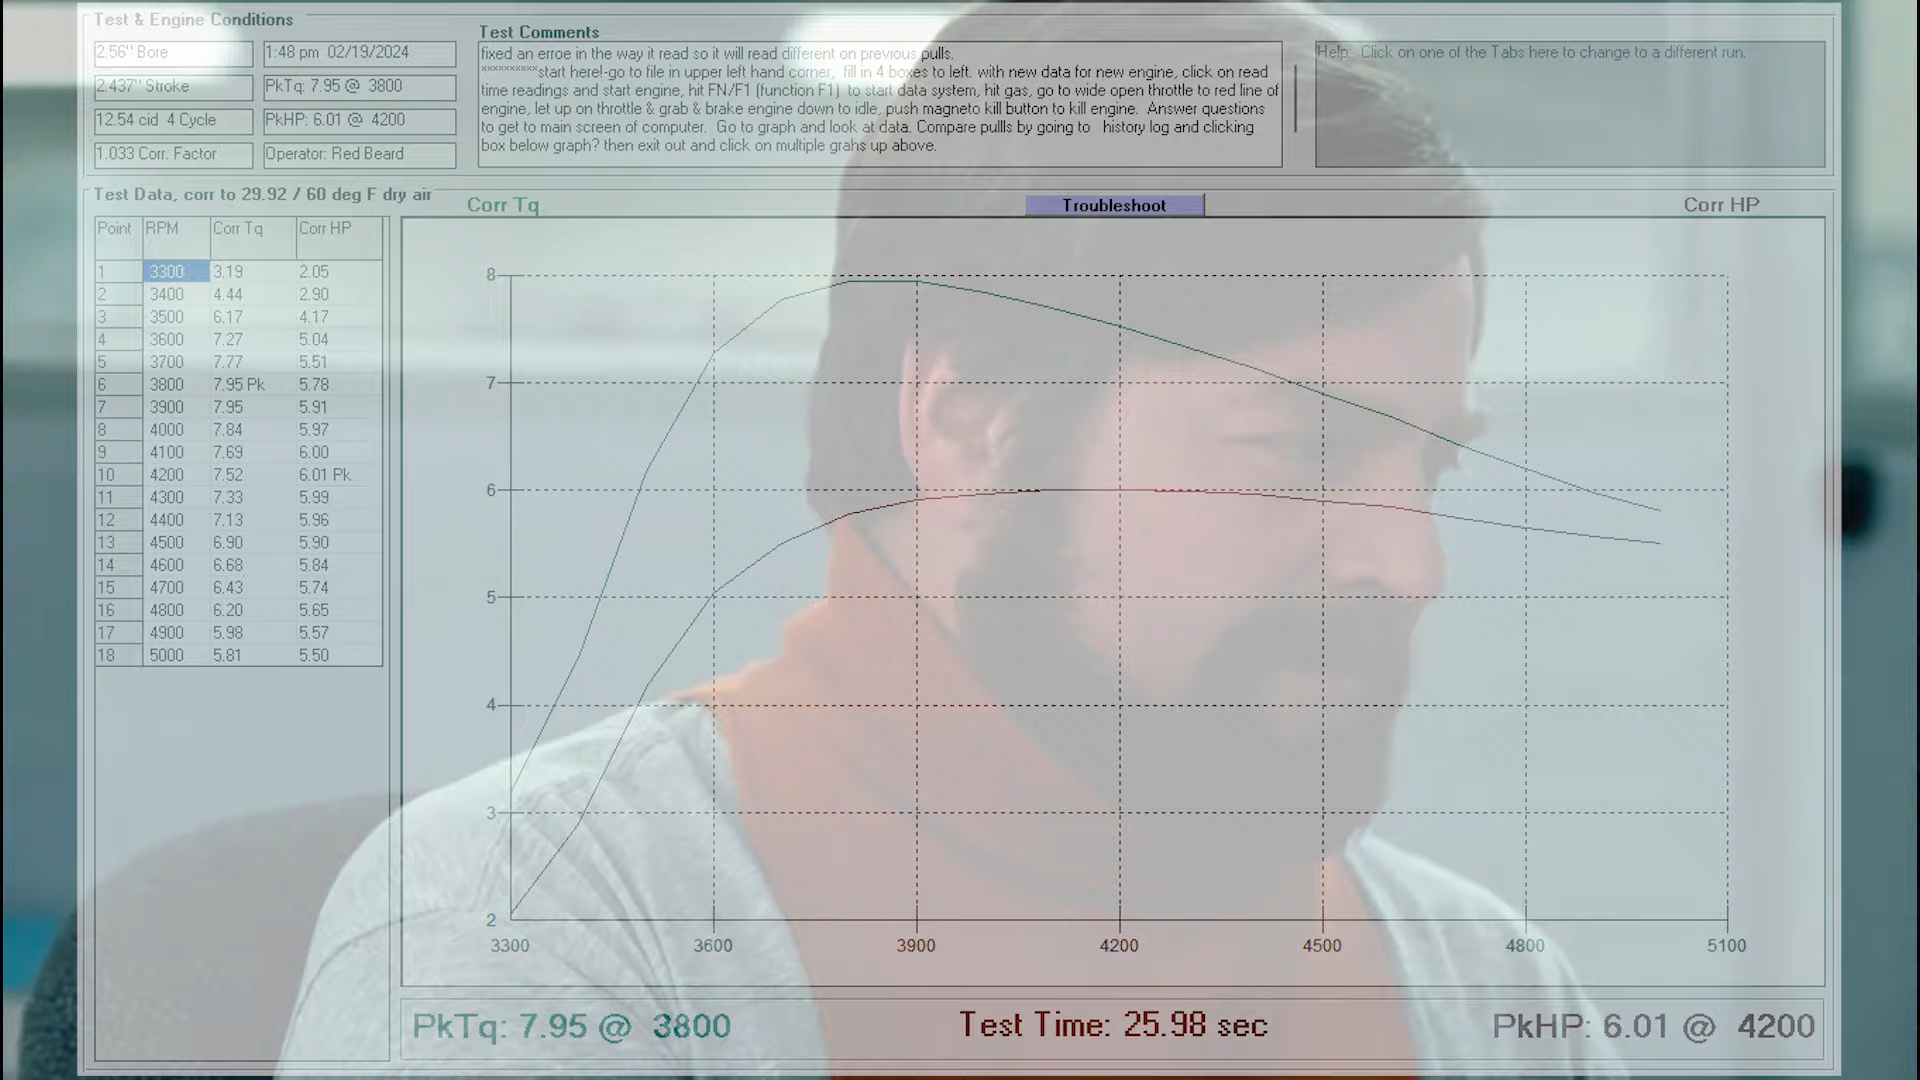 Test & Engine Conditions
2.56" Bore
1:48 pm 02/19/2024
2.437" Stroke
PkTq: 7.95 @ 3800
12.54 cid 4 Cycle
PkHP: 6.01 @ 4200
1.033 Corr. Factor
Operator: Red Beard
Test Comments
fixed an erroe in the way it read so it will read different on previous pulls.
*********start here!-go to file in upper left hand corner, fill in 4 boxes to left. with new data for new engine, click on read
time readings and start engine, hit FN/F1 (function F1) to start data system, hit gas, go to wide open throttle to red line of
engine, let up on throttle & grab & brake engine down to idle, push magneto kill button to kill engine. Answer questions
to get to main screen of computer. Go to graph and look at data. Compare pullls by going to history log and clicking
box below graph? then exit out and click on multiple grahs up above.
Help: Click on one of the Tabs here to change to a different run.
Test Data, corr to 29.92 / 60 deg F dry air
Point RPM Corr Tq Corr HP
1 3300 3.19 2.05
2 3400 4.44 2.90
3 3500 6.17 4.17
4 3600 7.27 5.04
5 3700 7.77 5.51
6 3800 7.95 Pk 5.78
7 3900 7.95 5.91
8 4000 7.84 5.97
9 4100 7.69 6.00
10 4200 7.52 6.01 Pk
11 4300 7.33 5.99
12 4400 7.13 5.96
13 4500 6.90 5.90
14 4600 6.68 5.84
15 4700 6.43 5.74
16 4800 6.20 5.65
17 4900 5.98 5.57
18 5000 5.81 5.50
Corr Tq
Troubleshoot
Corr HP
8
7
6
5
4
3
2
3300 3600 3900 4200 4500 4800 5100
PkTq: 7.95 @ 3800
Test Time: 25.98 sec
PkHP: 6.01 @ 4200